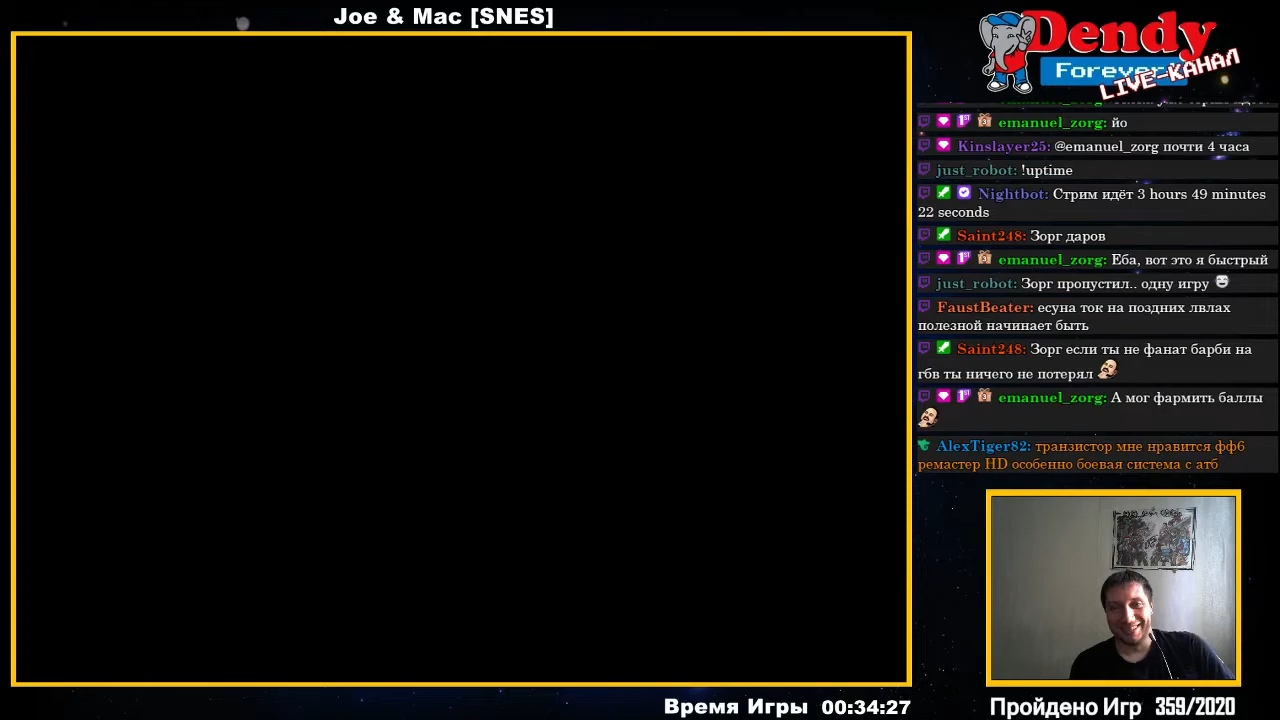 Joe & Mac [SNES]
Dendy
Forever!
LIVE-КАНАЛ
emanuel_zorg: йо
Kinslayer25: @emanuel_zorg почти 4 часа
just_robot: !uptime
Nightbot: Стрим идёт 3 hours 49 minutes
22 seconds
Saint248: Зорг даров
emanuel_zorg: Еба, вот это я быстрый
just_robot: Зорг пропустил.. одну игру
FaustBeater: есуна ток на поздних лвлах
полезной начинает быть
Saint248: Зорг если ты не фанат барби на
гбв ты ничего не потерял
emanuel_zorg: А мог фармить баллы
AlexTiger82: транзистор мне нравится фф6
ремастер HD особенно боевая система с атб
Время Игры 00:34:27
Пройдено Игр 359/2020